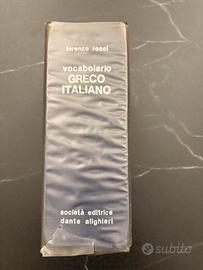 lorenzo rocci
vocabolario
GRECO
ITALIANO
società editrice
dante alighieri
subito